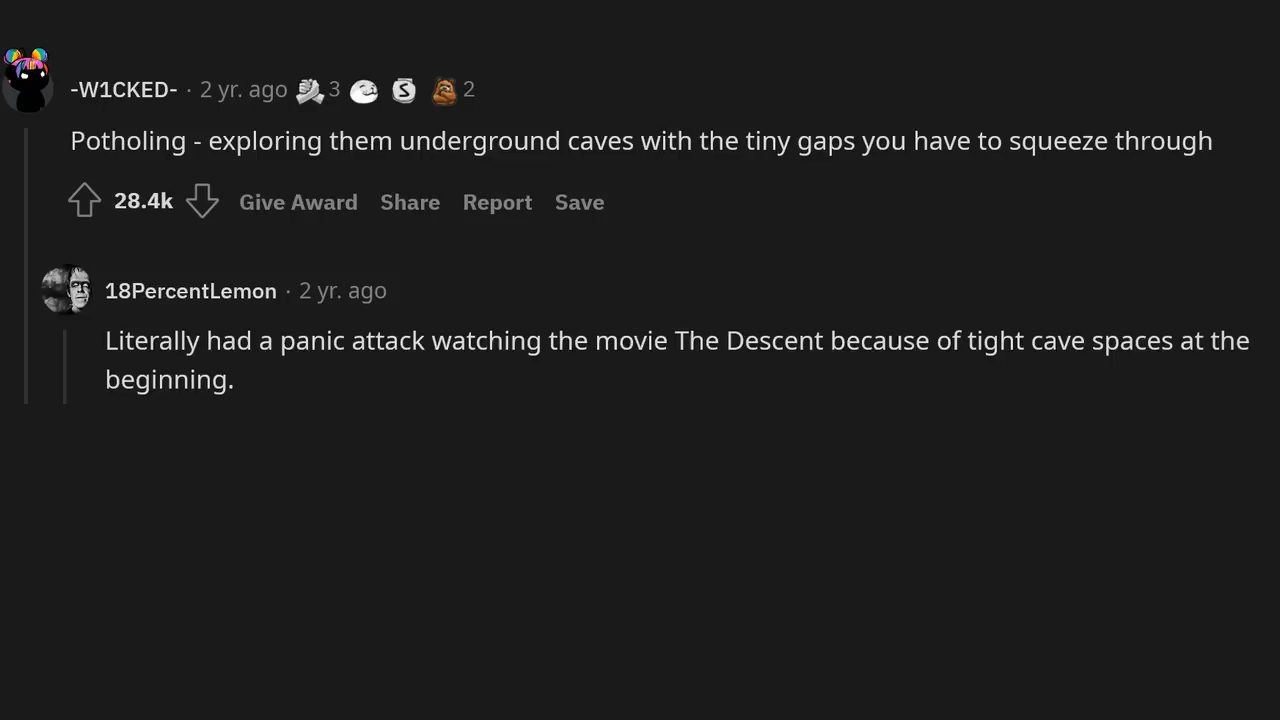 -W1CKED- · 2 yr. ago 3 S 2
Potholing - exploring them underground caves with the tiny gaps you have to squeeze through
28.4k Give Award Share Report Save
18PercentLemon · 2 yr. ago
Literally had a panic attack watching the movie The Descent because of tight cave spaces at the
beginning.